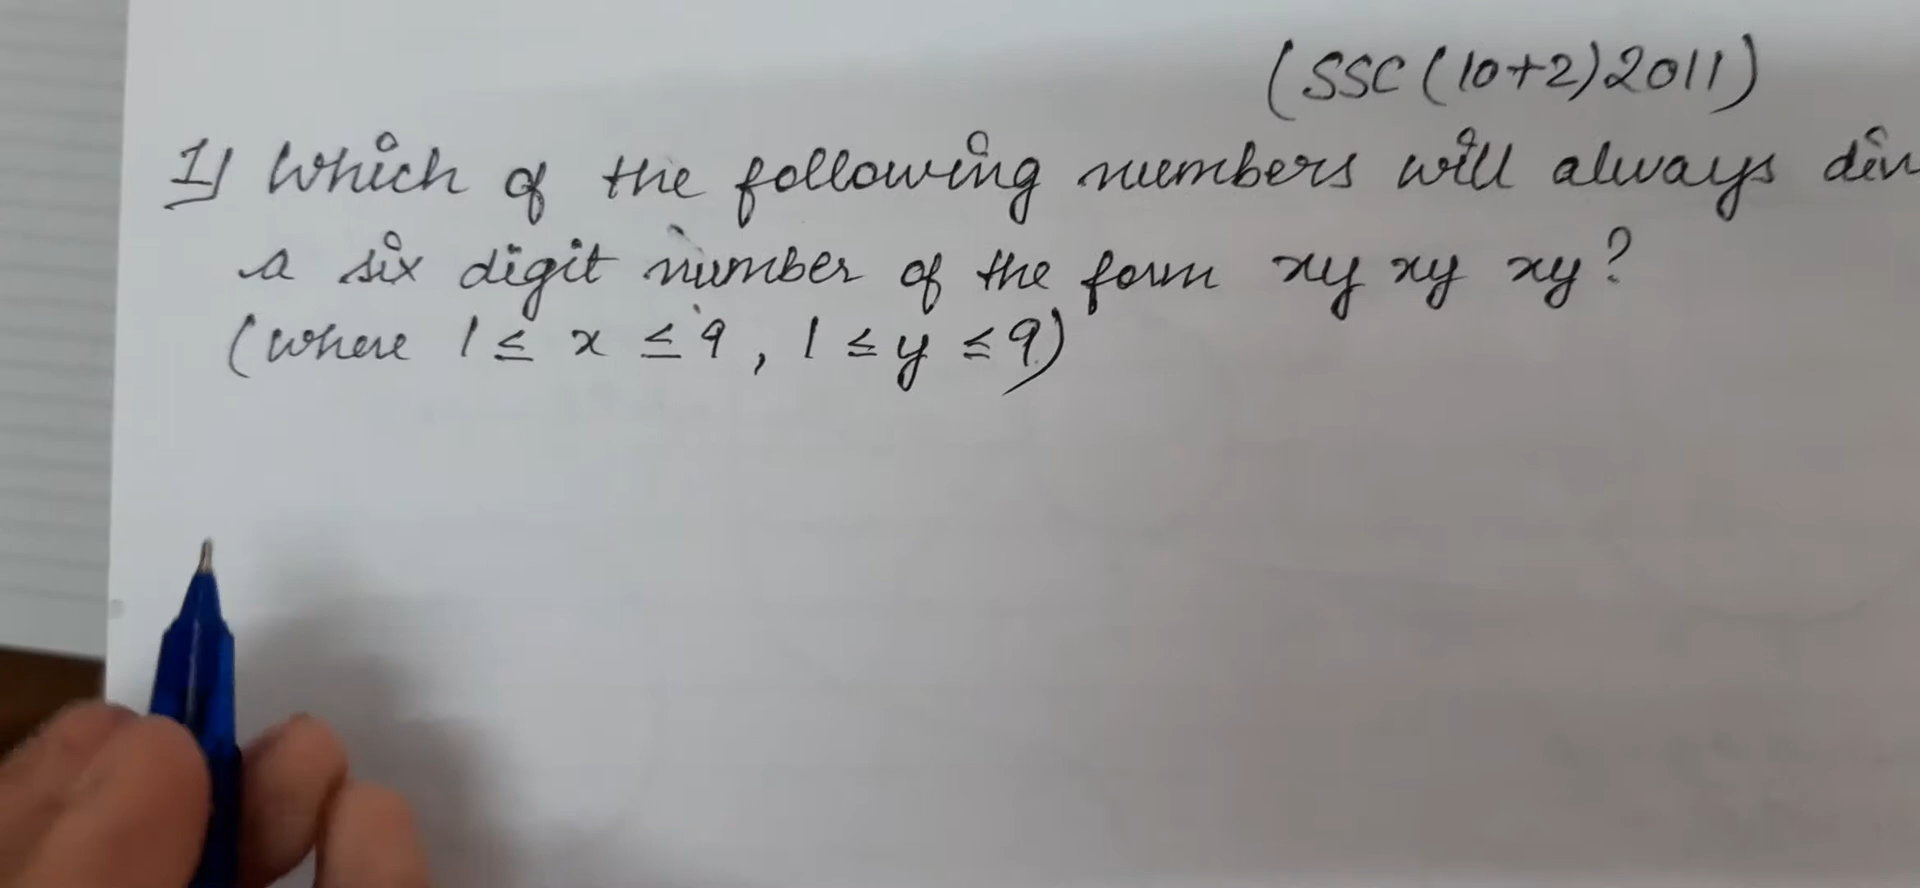 (SSC (10+2) 2011)
1) Which of the following numbers will always div
a six digit number of the form xy xy xy?
(where 1 ≤ x ≤ 9, 1 ≤ y ≤ 9)